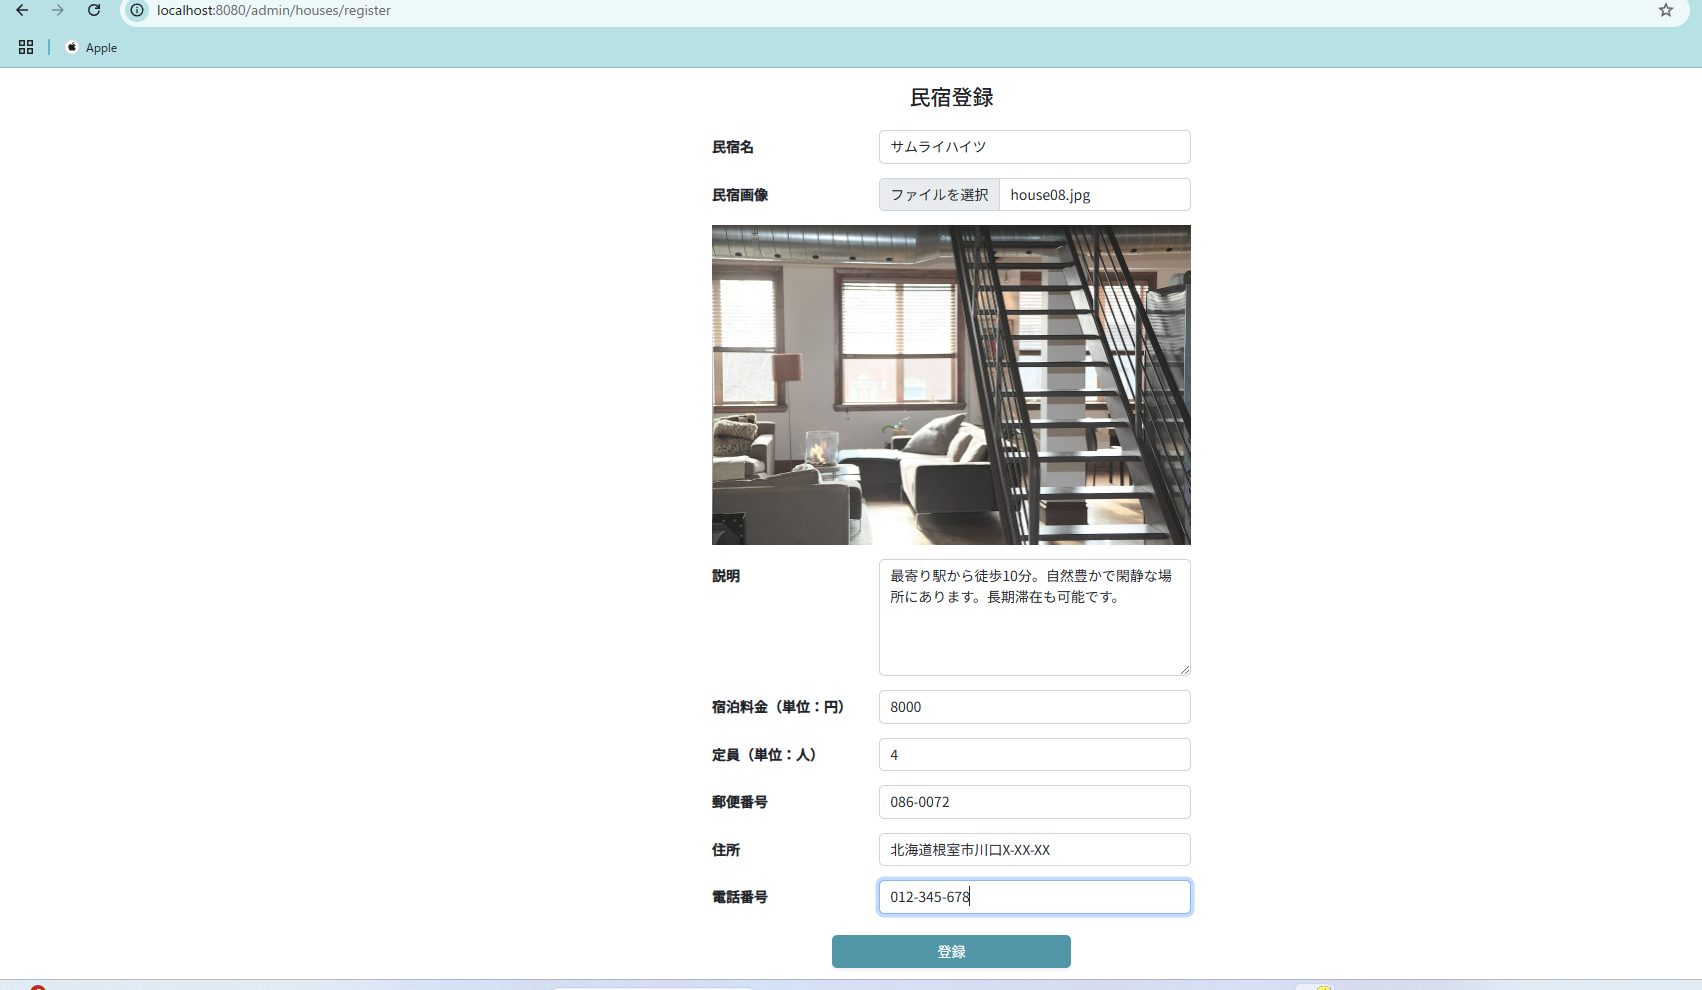 localhost:8080/admin/houses/register
Apple
民宿登録
民宿名
サムライハイツ
民宿画像
ファイルを選択
house08.jpg
説明
最寄り駅から徒歩10分。自然豊かで閑静な場
所にあります。長期滞在も可能です。
宿泊料金（単位：円）
8000
定員（単位：人）
4
郵便番号
086-0072
住所
北海道根室市川口X-XX-XX
電話番号
012-345-678
登録